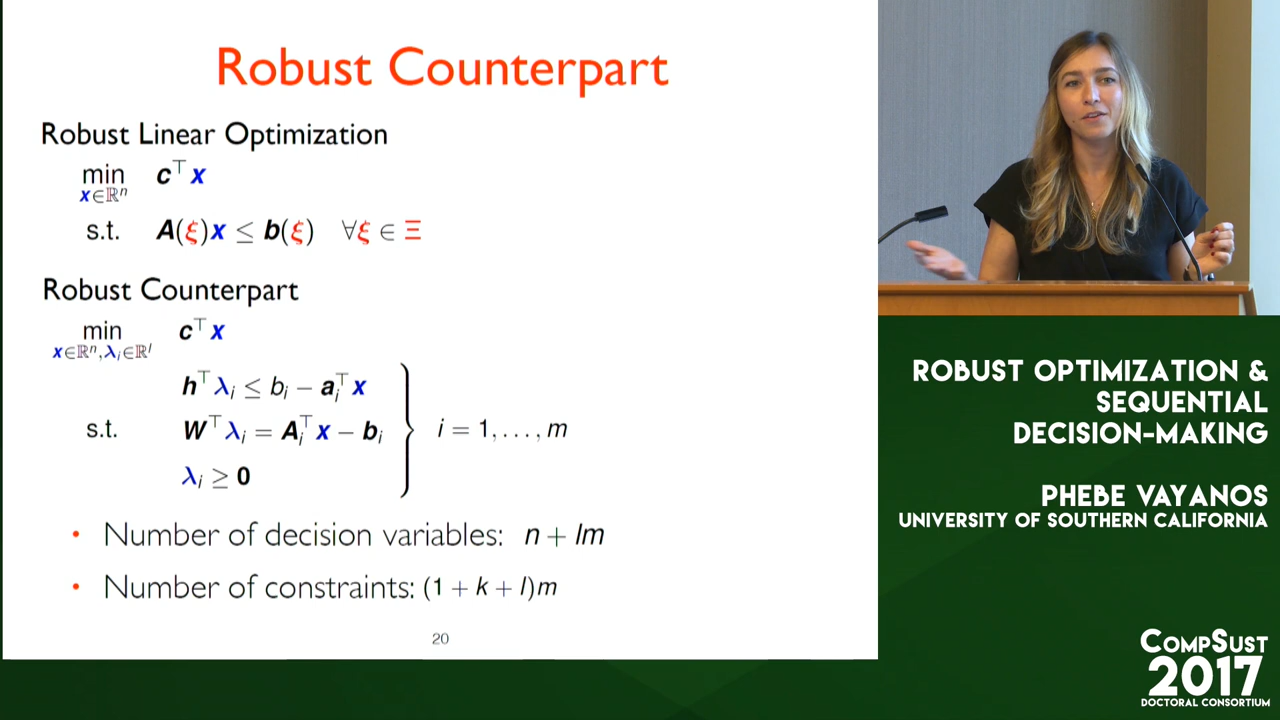 Robust Counterpart
Robust Linear Optimization
min c⊤x
x∈ℝⁿ
s.t. A(ξ)x ≤ b(ξ) ∀ξ ∈ Ξ
Robust Counterpart
min c⊤x
x∈ℝⁿ,λᵢ∈ℝˡ
h⊤λᵢ ≤ bᵢ − aᵢ⊤x
s.t. W⊤λᵢ = Aᵢ⊤x − bᵢ } i = 1, . . . , m
λᵢ ≥ 0
• Number of decision variables: n + lm
• Number of constraints: (1 + k + l)m
20
ROBUST OPTIMIZATION &
SEQUENTIAL
DECISION-MAKING
PHEBE VAYANOS
UNIVERSITY OF SOUTHERN CALIFORNIA
COMPSUST
2017
DOCTORAL CONSORTIUM